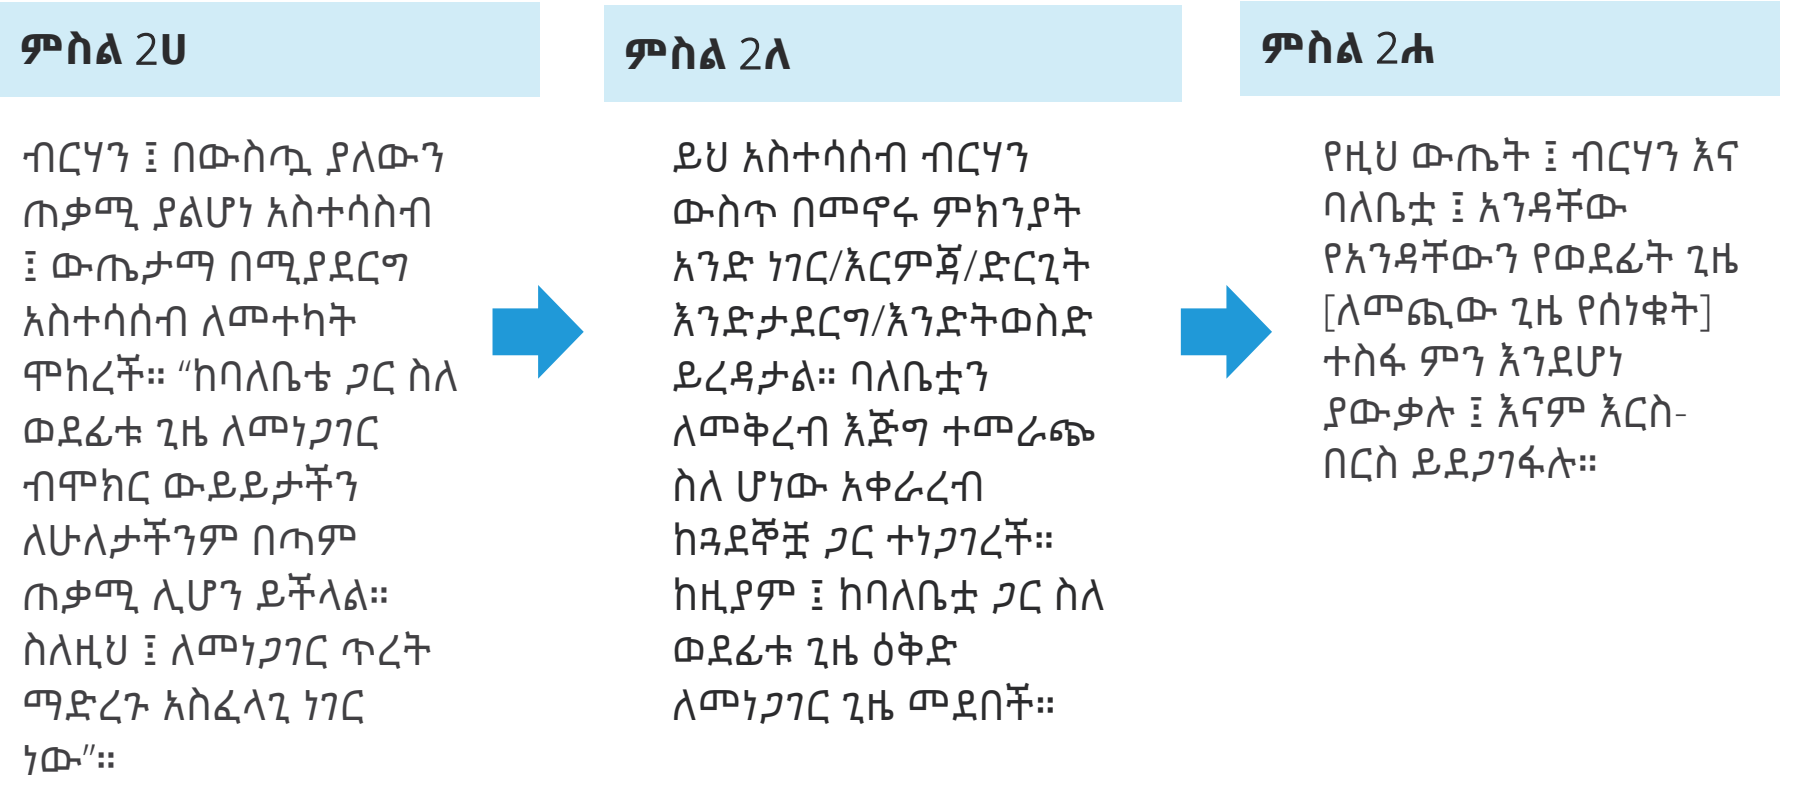 ምስል 2ሀ
ብርሃን ፤ በውስጧ ያለውን
ጠቃሚ ያልሆነ አስተሳስብ
፤ ውጤታማ በሚያደርግ
አስተሳሰብ ለመተካት
ሞከረች። “ከባለቤቴ ጋር ስለ
ወደፊቱ ጊዜ ለመነጋገር
ብሞክር ውይይታችን
ለሁለታችንም በጣም
ጠቃሚ ሊሆን ይችላል።
ስለዚህ ፤ ለመነጋገር ጥረት
ማድረጉ አስፈላጊ ነገር
ነው”።
ምስል 2ለ
ይህ አስተሳሰብ ብርሃን
ውስጥ በመኖሩ ምክንያት
አንድ ነገር/እርምጃ/ድርጊት
እንድታደርግ/እንድትወስድ
ይረዳታል። ባለቤቷን
ለመቅረብ እጅግ ተመራጭ
ስለ ሆነው አቀራረብ
ከጓደኞቿ ጋር ተነጋገረች።
ከዚያም ፤ ከባለቤቷ ጋር ስለ
ወደፊቱ ጊዜ ዕቅድ
ለመነጋገር ጊዜ መደበች።
ምስል 2ሐ
የዚህ ውጤት ፤ ብርሃን እና
ባለቤቷ ፤ አንዳቸው
የአንዳቸውን የወደፊት ጊዜ
[ለመጪው ጊዜ የሰነቁት]
ተስፋ ምን እንደሆነ
ያውቃሉ ፤ እናም እርስ-
በርስ ይደጋገፋሉ።